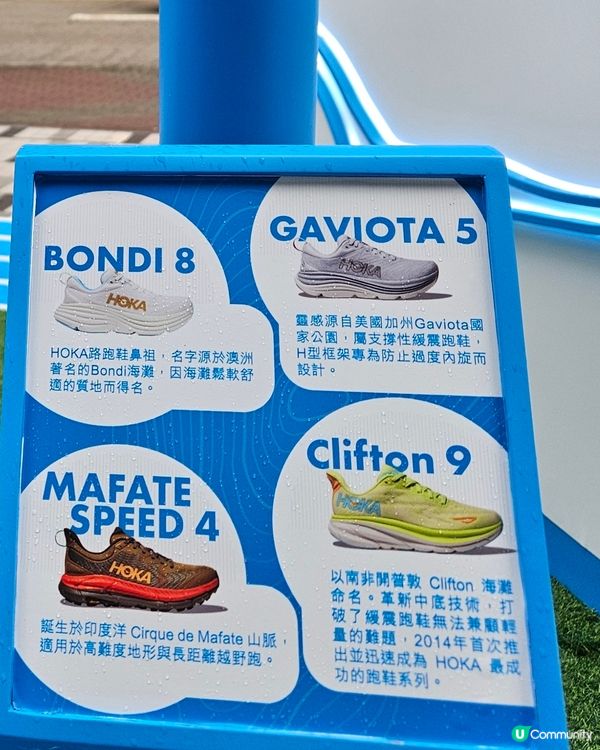 BONDI 8
HOKA
HOKA路跑鞋鼻祖，名字源於澳洲
著名的Bondi海灘，因海灘鬆軟舒
適的質地而得名。
GAVIOTA 5
HOKA
靈感源自美國加州Gaviota國
家公園，屬支撐性緩震跑鞋，
H型框架專為防止過度內旋而
設計。
MAFATE
SPEED 4
HOKA
誕生於印度洋 Cirque de Mafate 山脈，
適用於高難度地形與長距離越野跑。
Clifton 9
HOKA
以南非開普敦 Clifton 海灘
命名。革新中底技術，打
破了緩震跑鞋無法兼顧輕
量的難題，2014年首次推
出並迅速成為 HOKA 最成
功的跑鞋系列。
U Community